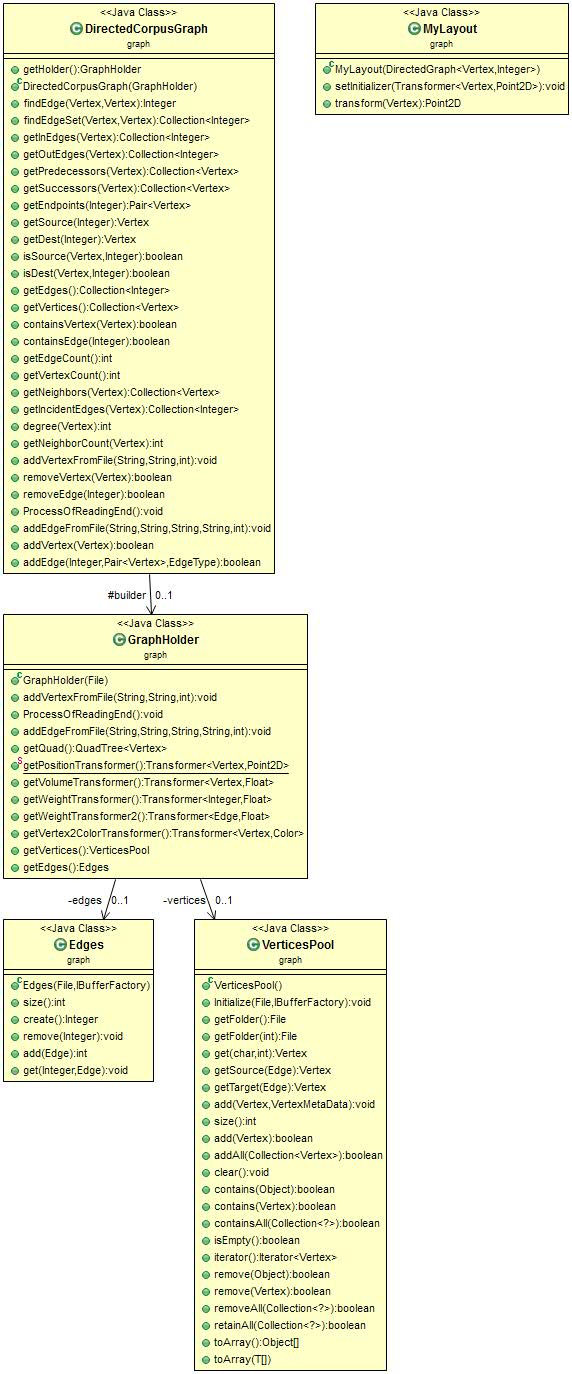 <<Java Class>>
DirectedCorpusGraph
graph
getHolder():GraphHolder
DirectedCorpusGraph(GraphHolder)
findEdge(Vertex,Vertex):Integer
findEdgeSet(Vertex,Vertex):Collection<Integer>
getInEdges(Vertex):Collection<Integer>
getOutEdges(Vertex):Collection<Integer>
getPredecessors(Vertex):Collection<Vertex>
getSuccessors(Vertex):Collection<Vertex>
getEndpoints(Integer):Pair<Vertex>
getSource(Integer):Vertex
getDest(Integer):Vertex
isSource(Vertex,Integer):boolean
isDest(Vertex,Integer):boolean
getEdges():Collection<Integer>
getVertices():Collection<Vertex>
containsVertex(Vertex):boolean
containsEdge(Integer):boolean
getEdgeCount():int
getVertexCount():int
getNeighbors(Vertex):Collection<Vertex>
getIncidentEdges(Vertex):Collection<Integer>
degree(Vertex):int
getNeighborCount(Vertex):int
addVertexFromFile(String,String,int):void
removeVertex(Vertex):boolean
removeEdge(Integer):boolean
ProcessOfReadingEnd():void
addEdgeFromFile(String,String,String,String,int):void
addVertex(Vertex):boolean
addEdge(Integer,Pair<Vertex>,EdgeType):boolean
<<Java Class>>
MyLayout
graph
MyLayout(DirectedGraph<Vertex,Integer>)
setInitializer(Transformer<Vertex,Point2D>):void
transform(Vertex):Point2D
#builder 0..1
<<Java Class>>
GraphHolder
graph
GraphHolder(File)
addVertexFromFile(String,String,int):void
ProcessOfReadingEnd():void
addEdgeFromFile(String,String,String,String,int):void
getQuad():QuadTree<Vertex>
getPositionTransformer():Transformer<Vertex,Point2D>
getVolumeTransformer():Transformer<Vertex,Float>
getWeightTransformer():Transformer<Integer,Float>
getWeightTransformer2():Transformer<Edge,Float>
getVertex2ColorTransformer():Transformer<Vertex,Color>
getVertices():VerticesPool
getEdges():Edges
-edges 0..1
-vertices 0..1
<<Java Class>>
Edges
graph
Edges(File,IBufferFactory)
size():int
create():Integer
remove(Integer):void
add(Edge):int
get(Integer,Edge):void
<<Java Class>>
VerticesPool
graph
VerticesPool()
Initialize(File,IBufferFactory):void
getFolder():File
getFolder(int):File
get(char,int):Vertex
getSource(Edge):Vertex
getTarget(Edge):Vertex
add(Vertex,VertexMetaData):void
size():int
add(Vertex):boolean
addAll(Collection<Vertex>):boolean
clear():void
contains(Object):boolean
contains(Vertex):boolean
containsAll(Collection<?>):boolean
isEmpty():boolean
iterator():Iterator<Vertex>
remove(Object):boolean
remove(Vertex):boolean
removeAll(Collection<?>):boolean
retainAll(Collection<?>):boolean
toArray():Object[]
toArray(T[])